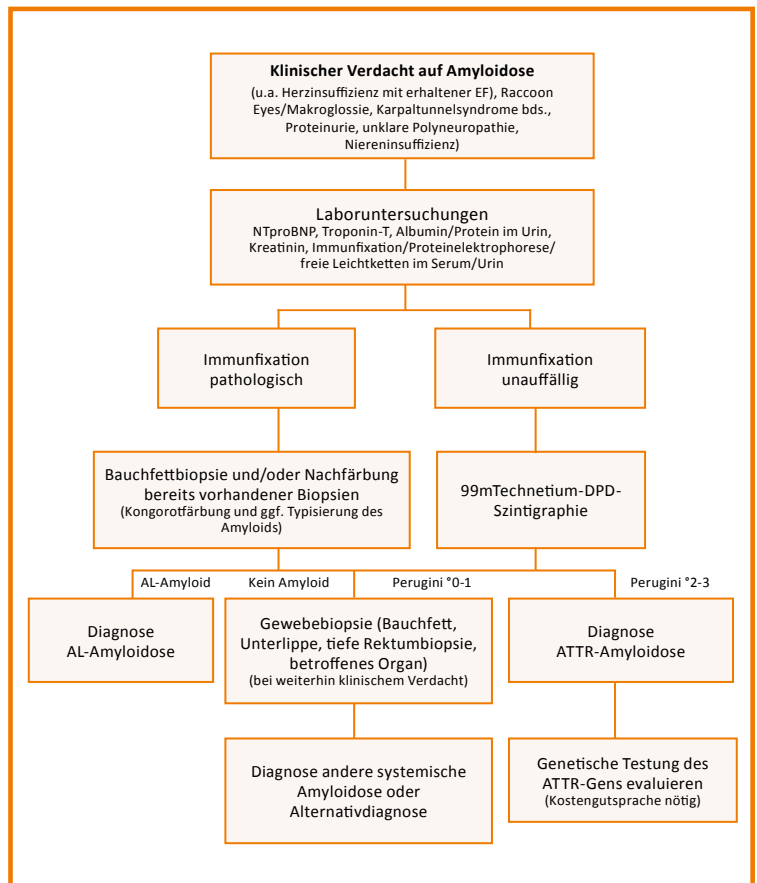 Klinischer Verdacht auf Amyloidose
(u.a. Herzinsuffizienz mit erhaltener EF), Raccoon
Eyes/Makroglossie, Karpaltunnelsyndrome bds.,
Proteinurie, unklare Polyneuropathie,
Niereninsuffizienz)
Laboruntersuchungen
NTproBNP, Troponin-T, Albumin/Protein im Urin,
Kreatinin, Immunfixation/Proteinelektrophorese/
freie Leichtketten im Serum/Urin
Immunfixation
pathologisch
Immunfixation
unauffällig
Bauchfettbiopsie und/oder Nachfärbung
bereits vorhandener Biopsien
(Kongorotfärbung und ggf. Typisierung des
Amyloids)
99mTechnetium-DPD-
Szintigraphie
AL-Amyloid
Kein Amyloid
Perugini °0-1
Perugini °2-3
Diagnose
AL-Amyloidose
Gewebebiopsie (Bauchfett,
Unterlippe, tiefe Rektumbiopsie,
betroffenes Organ)
(bei weiterhin klinischem Verdacht)
Diagnose
ATTR-Amyloidose
Diagnose andere systemische
Amyloidose oder
Alternativdiagnose
Genetische Testung des
ATTR-Gens evaluieren
(Kostengutsprache nötig)